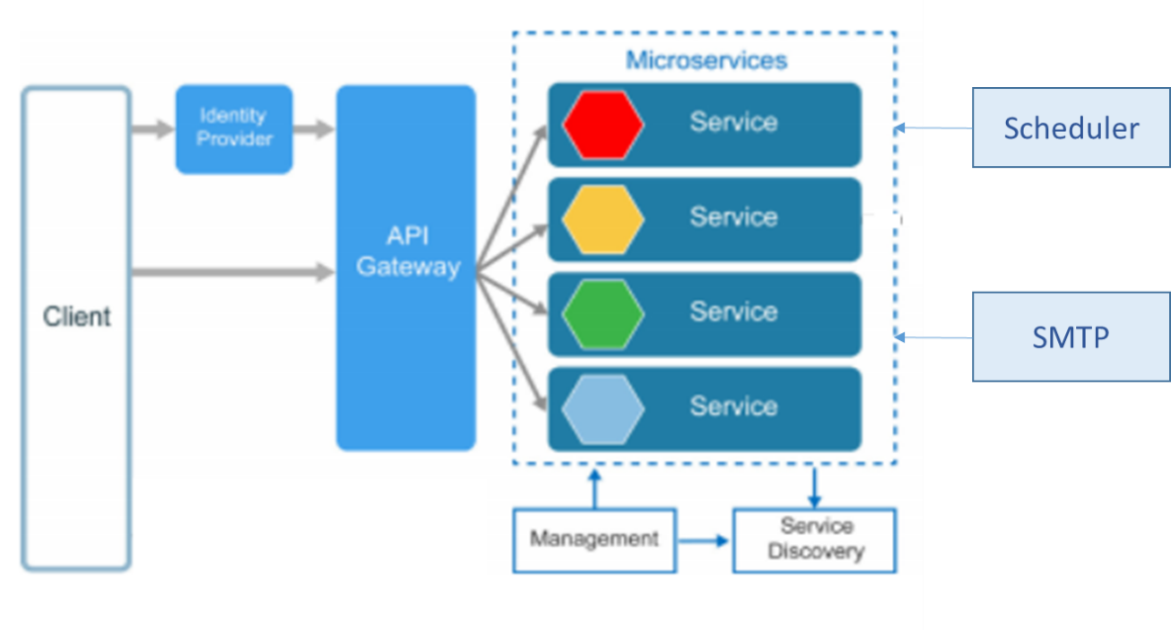 Microservices
Client
Identity
Provider
API
Gateway
Service
Service
Service
Service
Scheduler
SMTP
Management
Service
Discovery